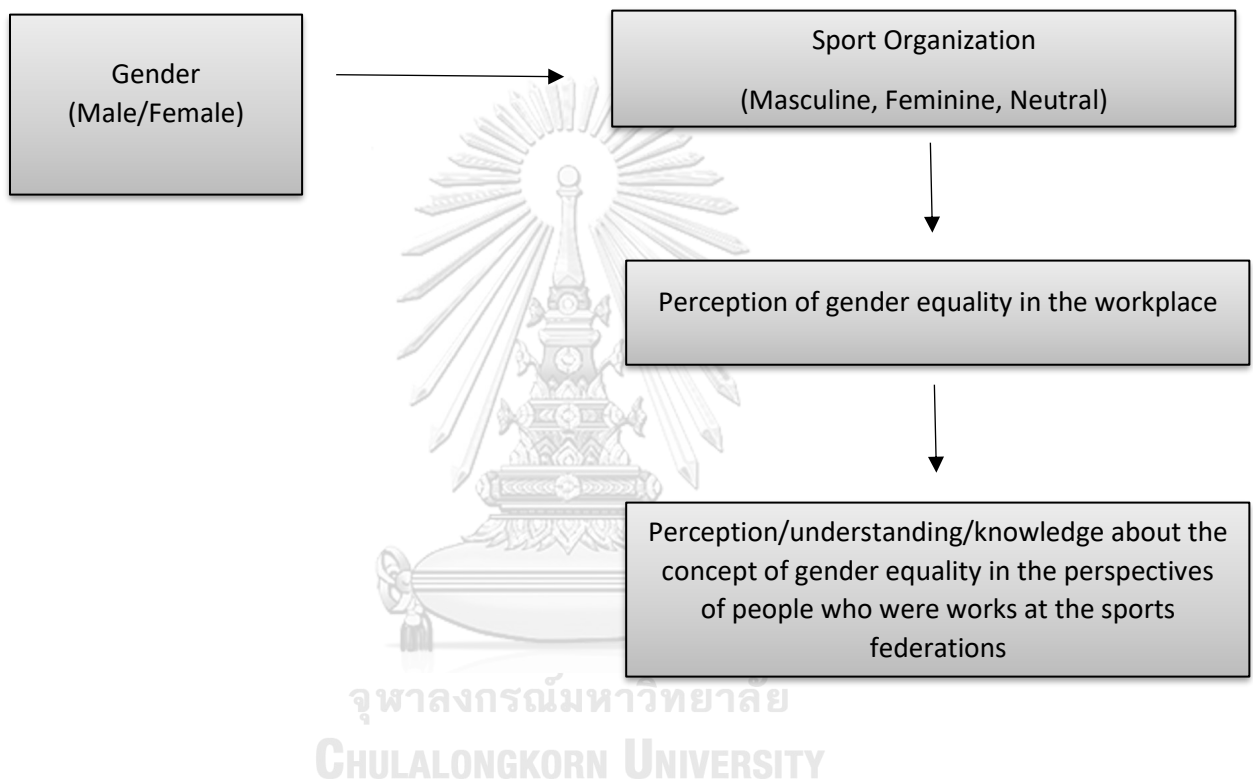 Gender
(Male/Female)
Sport Organization
(Masculine, Feminine, Neutral)
Perception of gender equality in the workplace
Perception/understanding/knowledge about the
concept of gender equality in the perspectives
of people who were works at the sports
federations
จุฬาลงกรณ์มหาวิทยาลัย
CHULALONGKORN UNIVERSITY